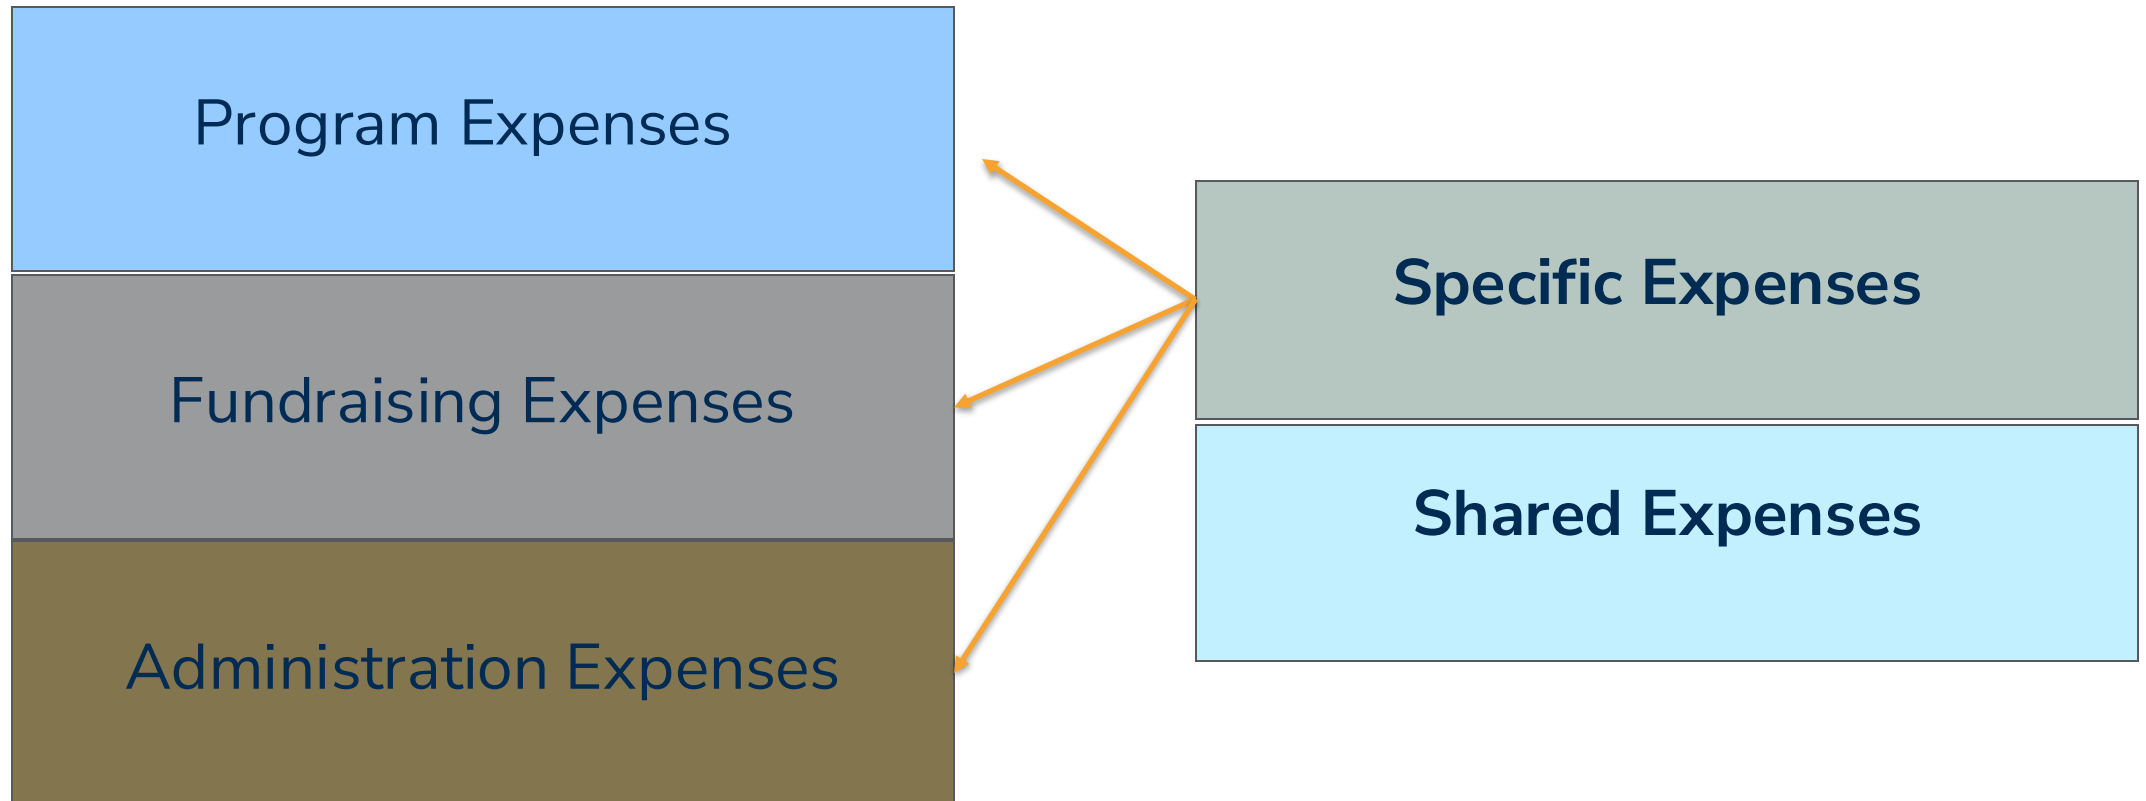 Program Expenses
Fundraising Expenses
Administration Expenses
Specific Expenses
Shared Expenses